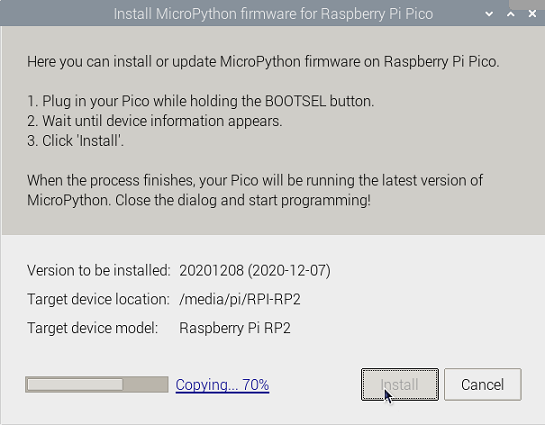 Install MicroPython firmware for Raspberry Pi Pico
Here you can install or update MicroPython firmware on Raspberry Pi Pico.
1. Plug in your Pico while holding the BOOTSEL button.
2. Wait until device information appears.
3. Click 'Install'.
When the process finishes, your Pico will be running the latest version of
MicroPython. Close the dialog and start programming!
Version to be installed: 20201208 (2020-12-07)
Target device location: /media/pi/RPI-RP2
Target device model: Raspberry Pi RP2
Copying... 70%
Install
Cancel